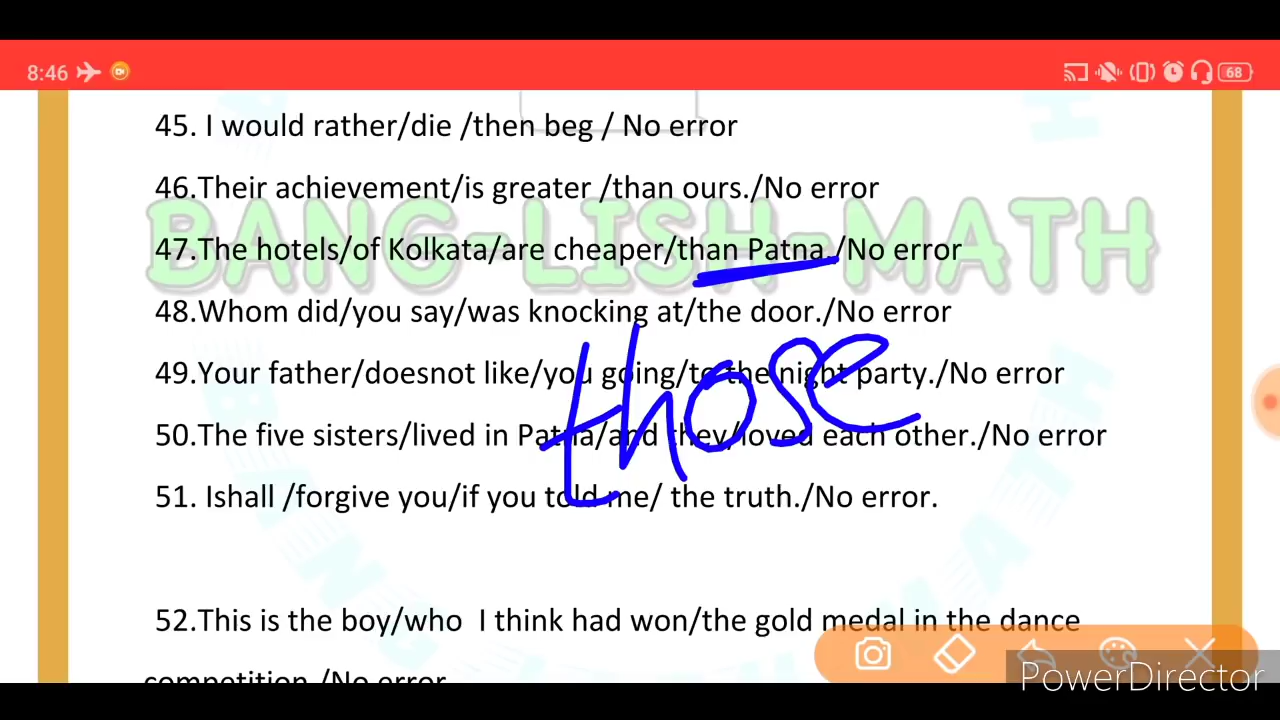 8:46
68
45. I would rather/die /then beg / No error
46.Their achievement/is greater /than ours./No error
BANG-LISH-MATH
47.The hotels/of Kolkata/are cheaper/than Patna./No error
48.Whom did/you say/was knocking at/the door./No error
those
49.Your father/doesnot like/you going/to the night party./No error
50.The five sisters/lived in Patna/and they/loved each other./No error
51. Ishall /forgive you/if you told me/ the truth./No error.
52.This is the boy/who I think had won/the gold medal in the dance
competition./No error
PowerDirector